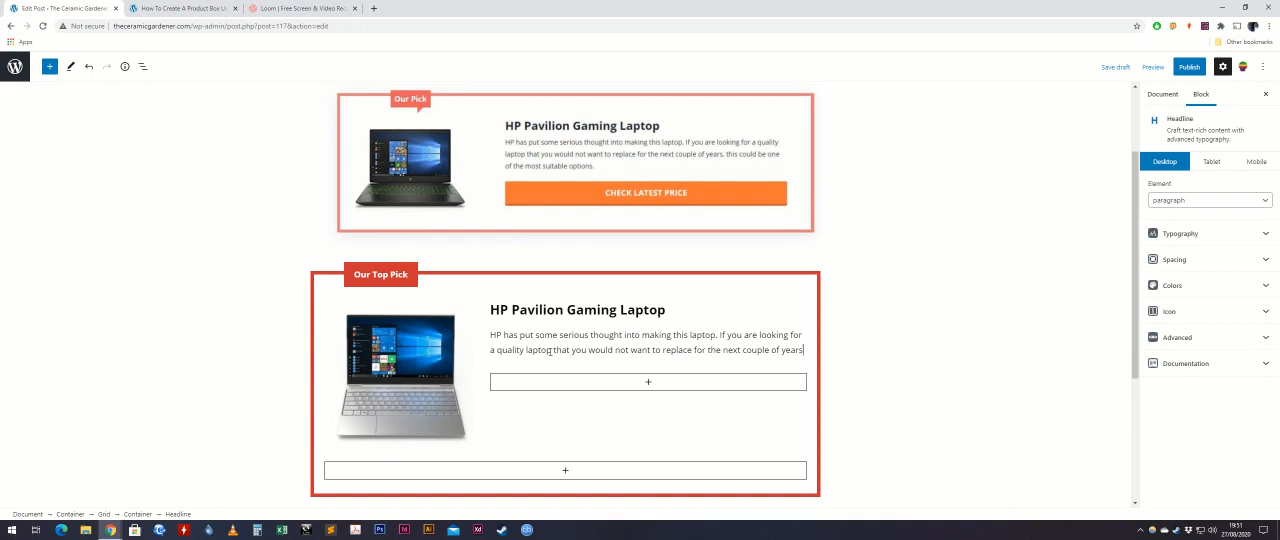 Edit Post ‹ The Ceramic Gardener
How To Create A Product Box U
Loom | Free Screen & Video Rec
Not secure
theceramicgardener.com/wp-admin/post.php?post=117&action=edit
Apps
Other bookmarks
Save draft
Preview
Publish
Our Pick
HP Pavilion Gaming Laptop
HP has put some serious thought into making this laptop. If you are looking for a quality
laptop that you would not want to replace for the next couple of years, this could be one
of the most suitable options.
CHECK LATEST PRICE
Our Top Pick
HP Pavilion Gaming Laptop
HP has put some serious thought into making this laptop. If you are looking for
a quality laptop that you would not want to replace for the next couple of years
Document
Block
Headline
Craft text-rich content with
advanced typography.
Desktop
Tablet
Mobile
Element
paragraph
Typography
Spacing
Colors
Icon
Advanced
Documentation
Document → Container → Grid → Container → Headline
19:51
27/08/2020